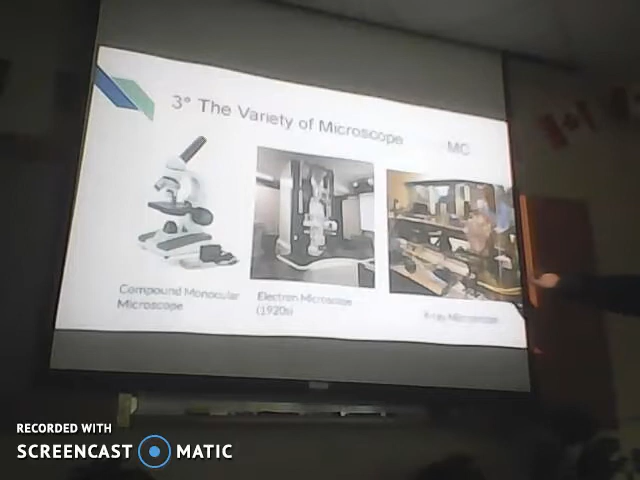 3° The Variety of Microscope
MC
Compound Monocular
Microscope
Electron Microscope
(1920s)
X-ray Microscope
RECORDED WITH
SCREENCAST MATIC